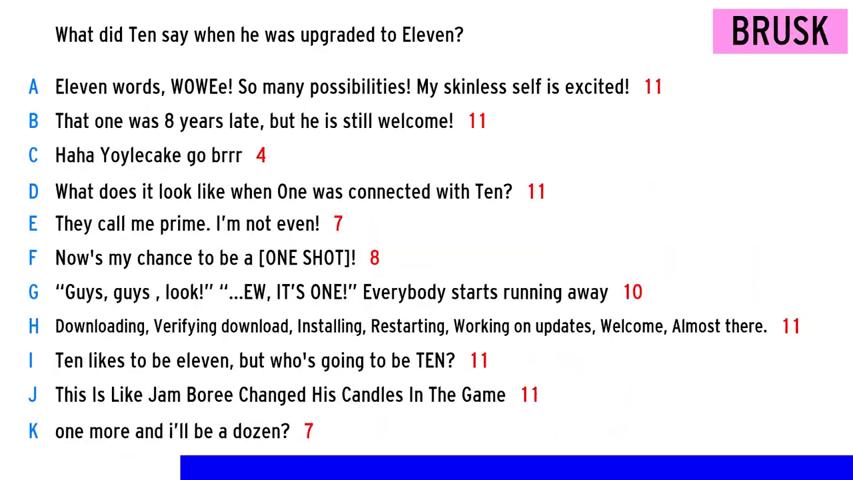 What did Ten say when he was upgraded to Eleven?
BRUSK
A Eleven words, WOWEe! So many possibilities! My skinless self is excited! 11
B That one was 8 years late, but he is still welcome! 11
C Haha Yoylecake go brrr 4
D What does it look like when One was connected with Ten? 11
E They call me prime. I'm not even! 7
F Now's my chance to be a [ONE SHOT]! 8
G “Guys, guys , look!” “...EW, IT'S ONE!” Everybody starts running away 10
H Downloading, Verifying download, Installing, Restarting, Working on updates, Welcome, Almost there. 11
I Ten likes to be eleven, but who's going to be TEN? 11
J This Is Like Jam Boree Changed His Candles In The Game 11
K one more and i'll be a dozen? 7